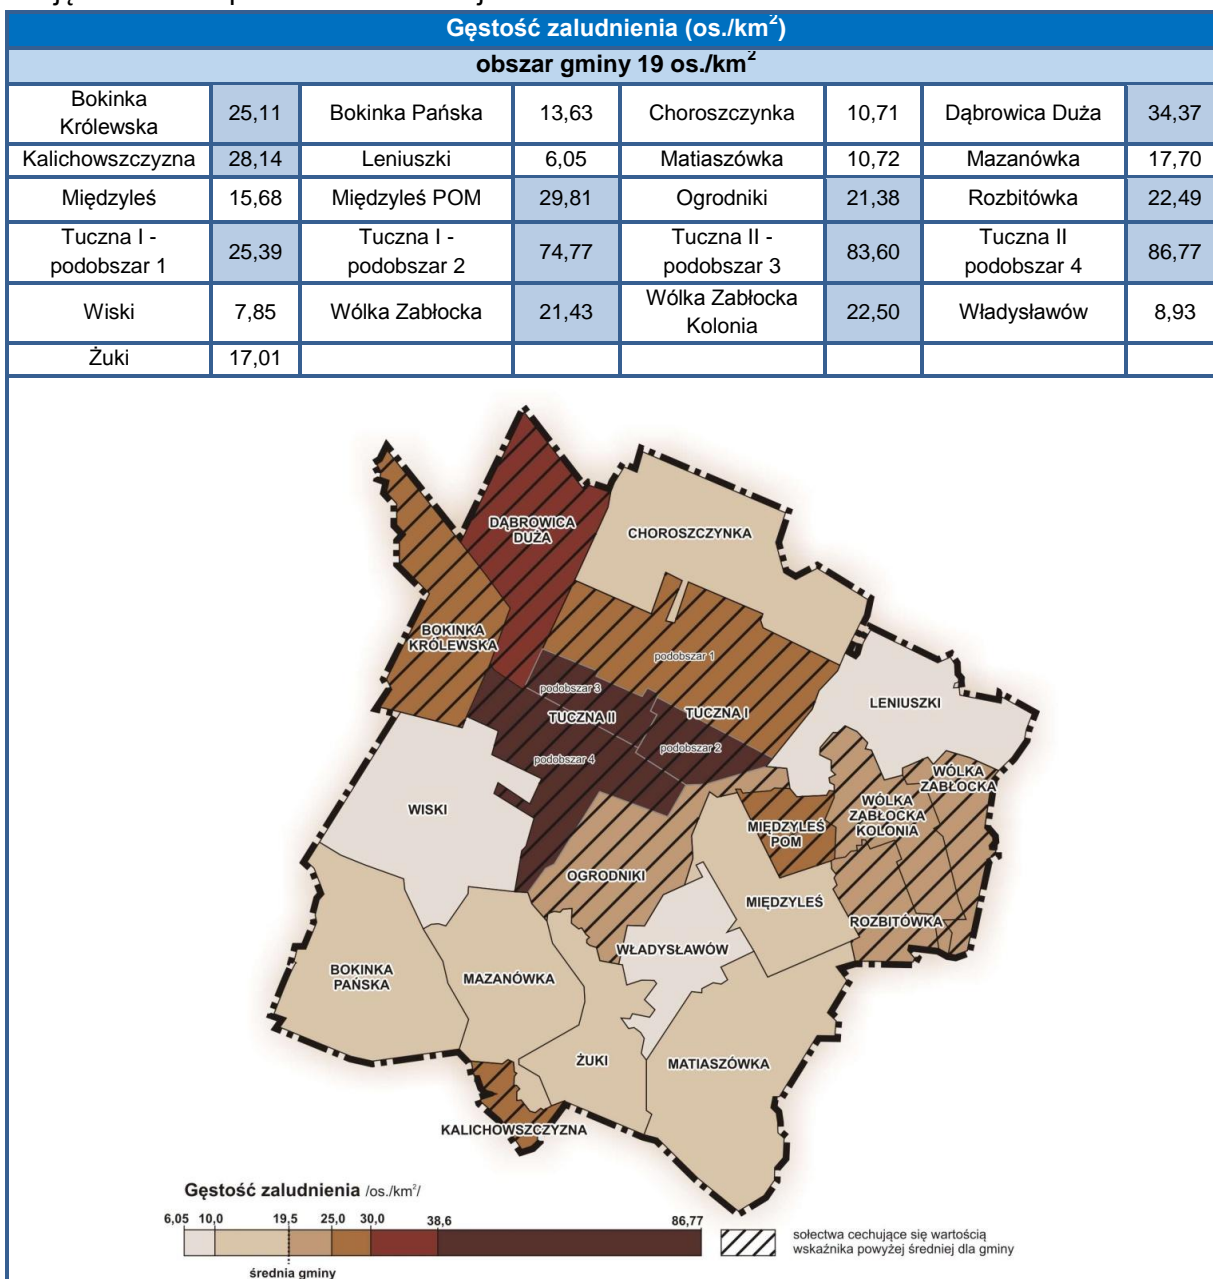 Gęstość zaludnienia (os./km²)
obszar gminy 19 os./km²
Bokinka Królewska 25,11 Bokinka Pańska 13,63 Choroszczynka 10,71 Dąbrowica Duża 34,37
Kalichowszczyzna 28,14 Leniuszki 6,05 Matiaszówka 10,72 Mazanówka 17,70
Międzyleś 15,68 Międzyleś POM 29,81 Ogrodniki 21,38 Rozbitówka 22,49
Tuczna I - podobszar 1 25,39 Tuczna I - podobszar 2 74,77 Tuczna II - podobszar 3 83,60 Tuczna II podobszar 4 86,77
Wiski 7,85 Wólka Zabłocka 21,43 Wólka Zabłocka Kolonia 22,50 Władysławów 8,93
Żuki 17,01
DĄBROWICA
DUŻA
CHOROSZCZYNKA
BOKINKA
KRÓLEWSKA
podobszar 1
podobszar 3
LENIUSZKI
TUCZNA II
TUCZNA I
podobszar 2
podobszar 4
WÓLKA
ZABŁOCKA
WÓLKA
ZABŁOCKA
KOLONIA
WISKI
MIĘDZYLEŚ
POM
OGRODNIKI
MIĘDZYLEŚ
ROZBITÓWKA
WŁADYSŁAWÓW
BOKINKA
PAŃSKA
MAZANÓWKA
ŻUKI
MATIASZÓWKA
KALICHOWSZCZYZNA
Gęstość zaludnienia /os./km²/
6,05 10,0 19,5 25,0 30,0 38,6 86,77
średnia gminy
sołectwa cechujące się wartością
wskaźnika powyżej średniej dla gminy